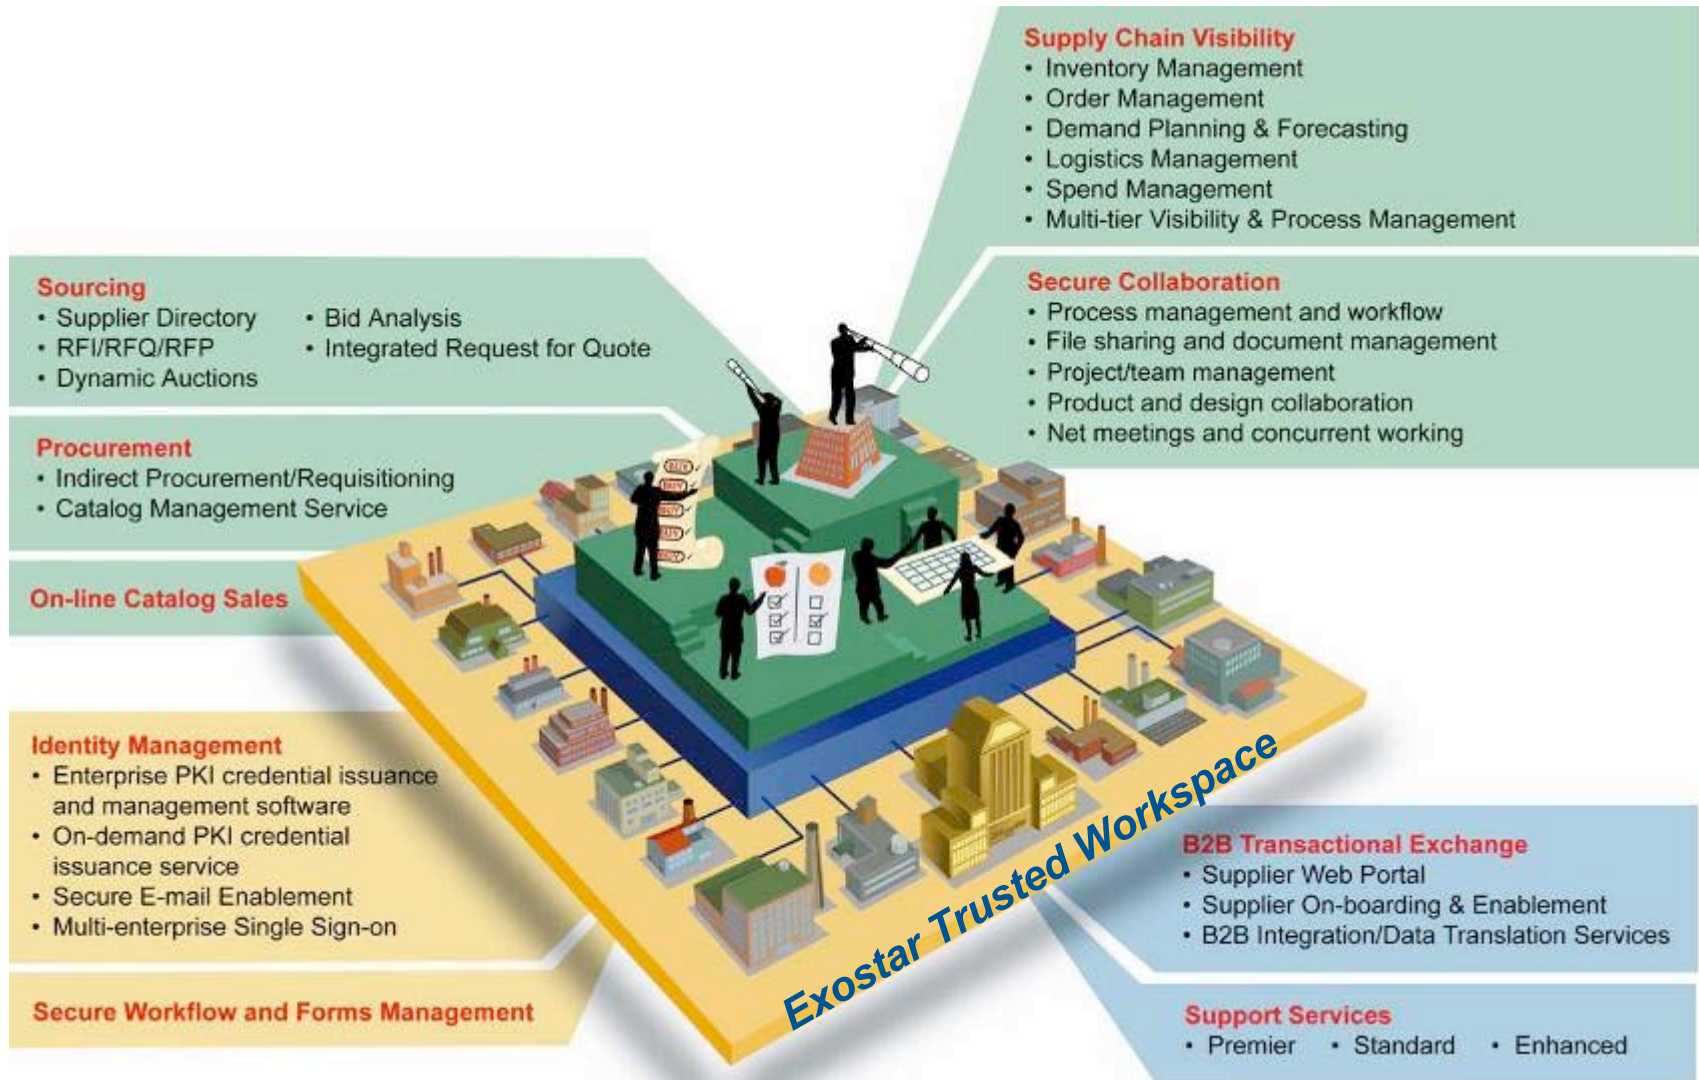 Supply Chain Visibility
• Inventory Management
• Order Management
• Demand Planning & Forecasting
• Logistics Management
• Spend Management
• Multi-tier Visibility & Process Management
Secure Collaboration
• Process management and workflow
• File sharing and document management
• Project/team management
• Product and design collaboration
• Net meetings and concurrent working
Sourcing
• Supplier Directory
• RFI/RFQ/RFP
• Dynamic Auctions
• Bid Analysis
• Integrated Request for Quote
Procurement
• Indirect Procurement/Requisitioning
• Catalog Management Service
On-line Catalog Sales
BUY
BUY
BUY
BUY
BUY
Identity Management
• Enterprise PKI credential issuance
and management software
• On-demand PKI credential
issuance service
• Secure E-mail Enablement
• Multi-enterprise Single Sign-on
Secure Workflow and Forms Management
Exostar Trusted Workspace
B2B Transactional Exchange
• Supplier Web Portal
• Supplier On-boarding & Enablement
• B2B Integration/Data Translation Services
Support Services
• Premier • Standard • Enhanced